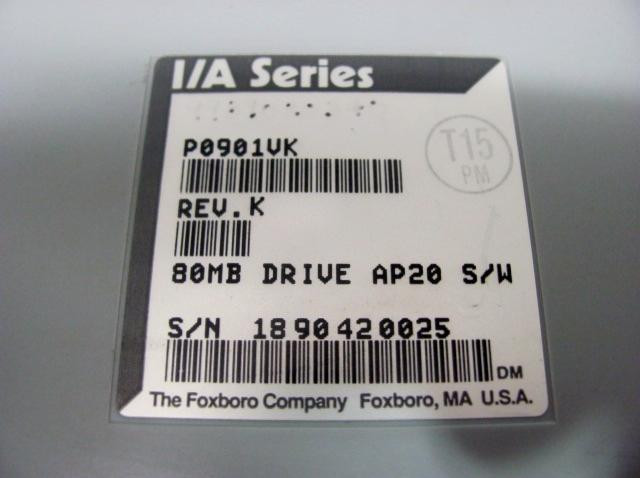 I/A Series
P0901VK
T15
PM
REV.K
80MB DRIVE AP20 S/W
S/N 1890420025
DM
The Foxboro Company Foxboro, MA U.S.A.